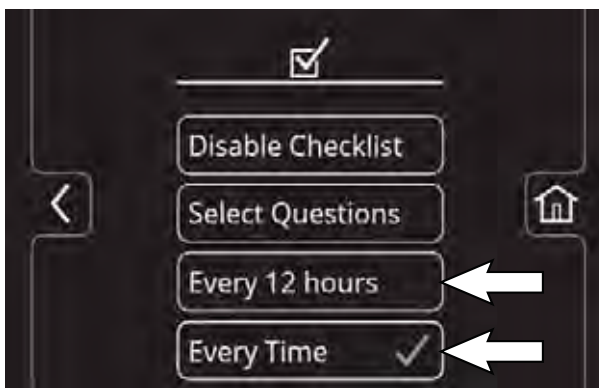 Disable Checklist
Select Questions
Every 12 hours
Every Time